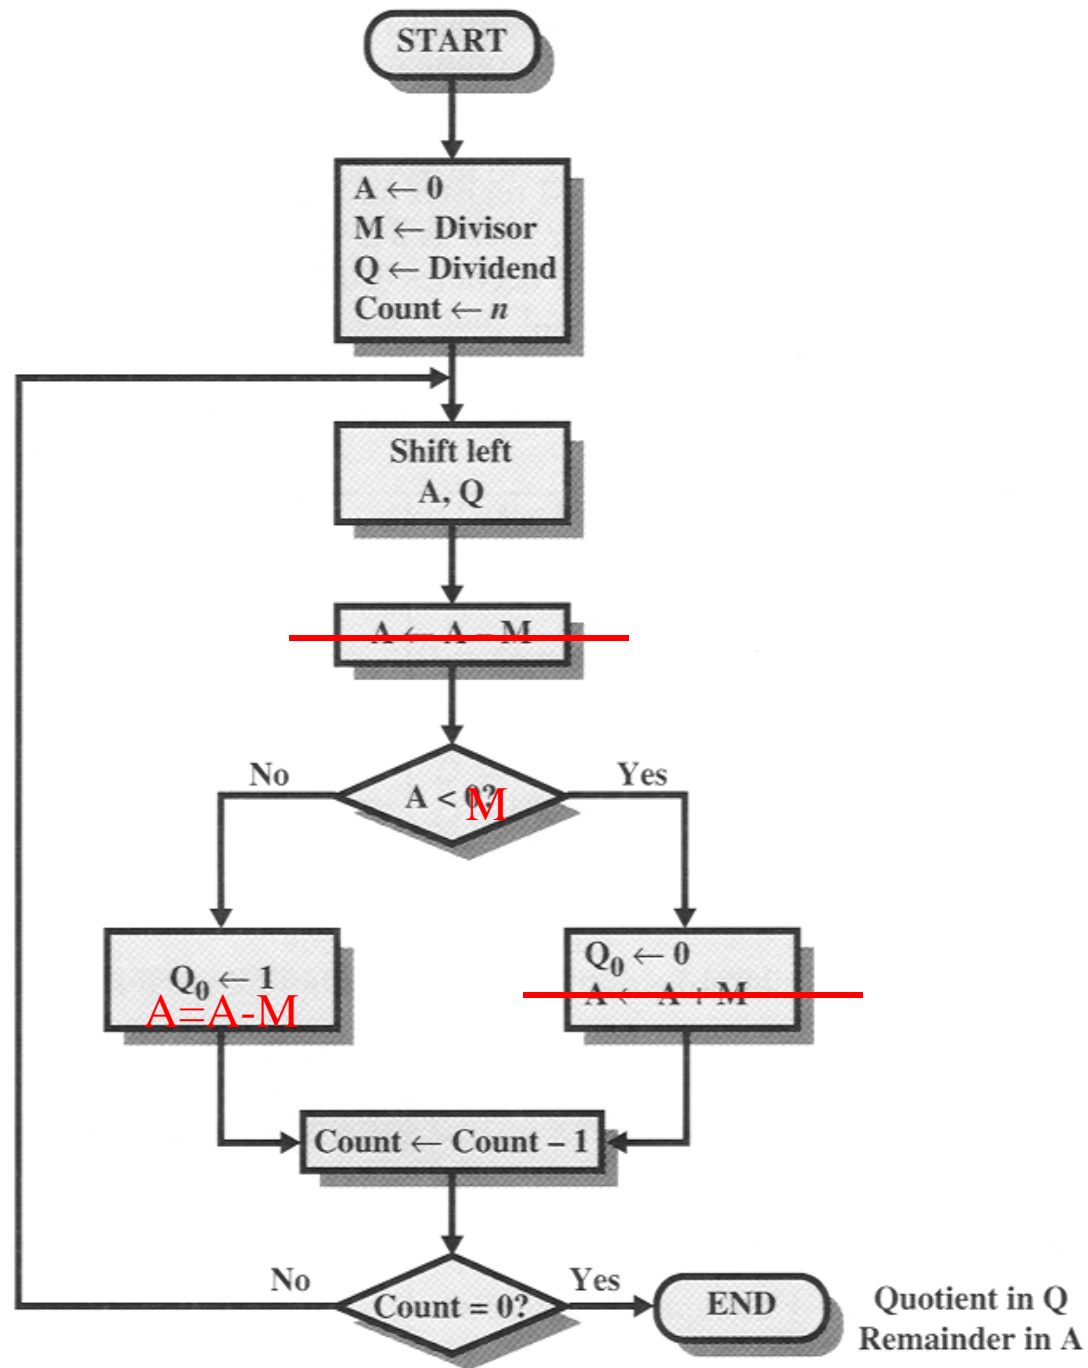 START
A ← 0
M ← Divisor
Q ← Dividend
Count ← n
Shift left
A, Q
A ← A − M
No
A < 0?
M
Yes
Q0 ← 1
A=A-M
Q0 ← 0
A ← A + M
Count ← Count − 1
No
Count = 0?
Yes
END
Quotient in Q
Remainder in A